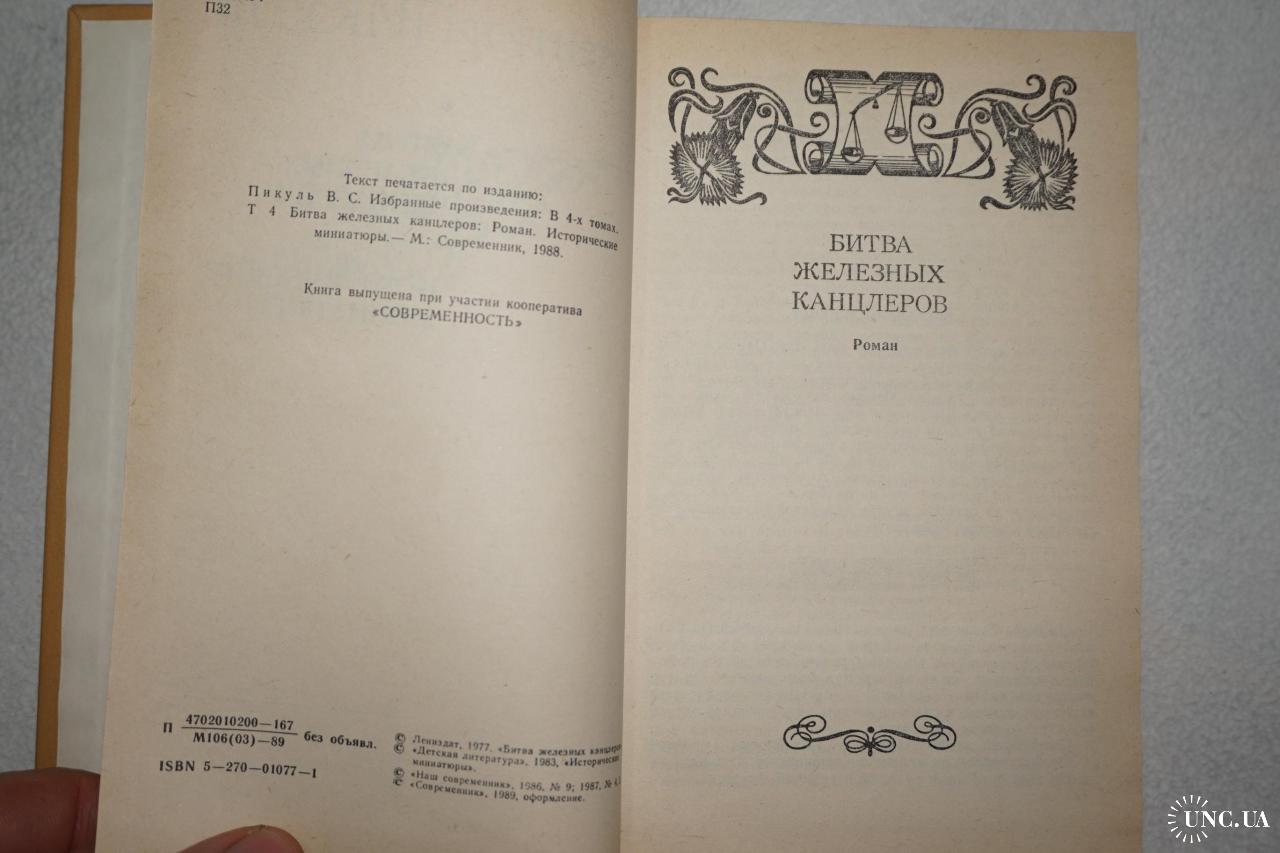 П32
Текст печатается по изданию:
Пикуль В. С. Избранные произведения: В 4-х томах.
Т 4 Битва железных канцлеров: Роман. Исторические
миниатюры.— М.: Современник, 1988.
Книга выпущена при участии кооператива
«СОВРЕМЕННОСТЬ»
П 4702010200—167
М106(03)—89 без объявл.
ISBN 5—270—01077—1
© Лениздат, 1977. «Битва железных канцлеров
© «Детская литература», 1983, «Исторические
миниатюры».
© «Наш современник», 1986, № 9; 1987, № 4,
© «Современник», 1989, оформление.
БИТВА
ЖЕЛЕЗНЫХ
КАНЦЛЕРОВ
Роман
UNC.UA